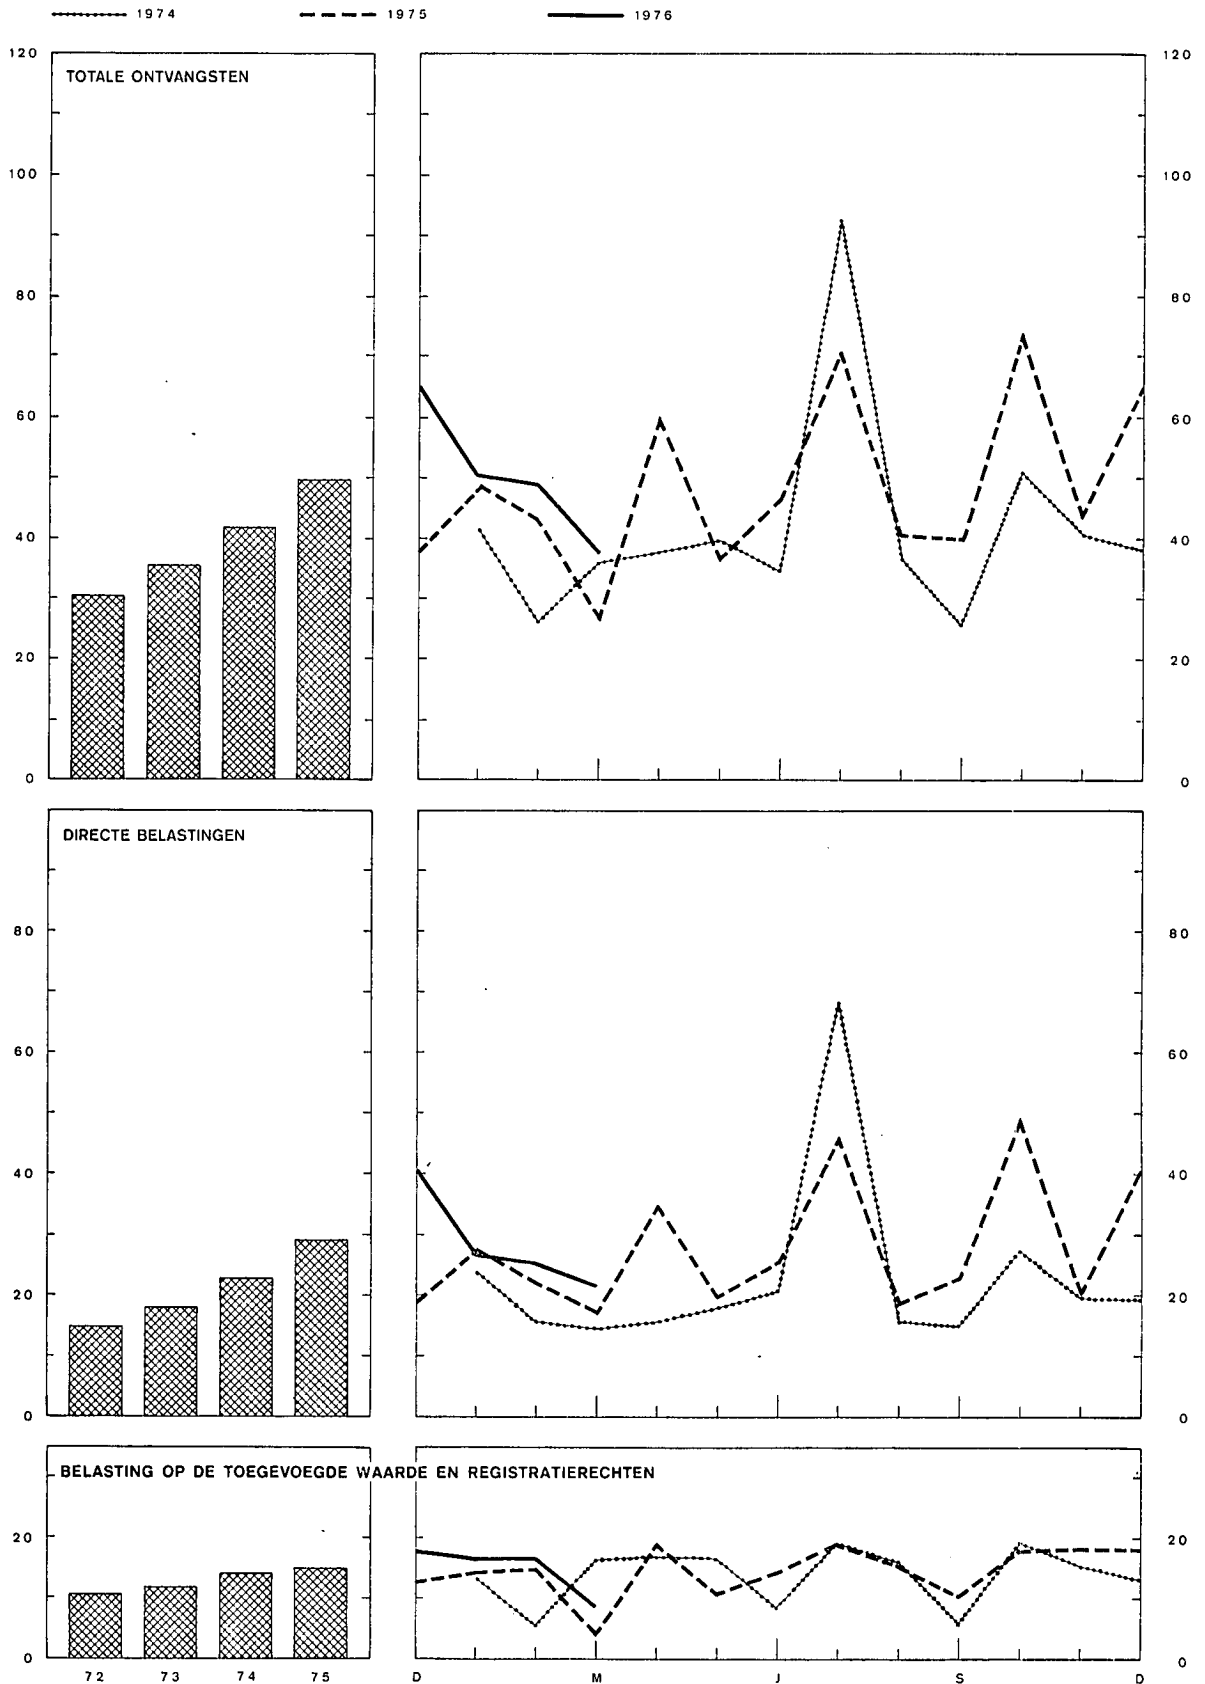 1974 1975 1976
120 120
TOTALE ONTVANGSTEN
100 100
80 80
60 60
40 40
20 20
0 0
DIRECTE BELASTINGEN
80 80
60 60
40 40
20 20
0 0
BELASTING OP DE TOEGEVOEGDE WAARDE EN REGISTRATIERECHTEN
20 20
0 0
72 73 74 75 D M J S D